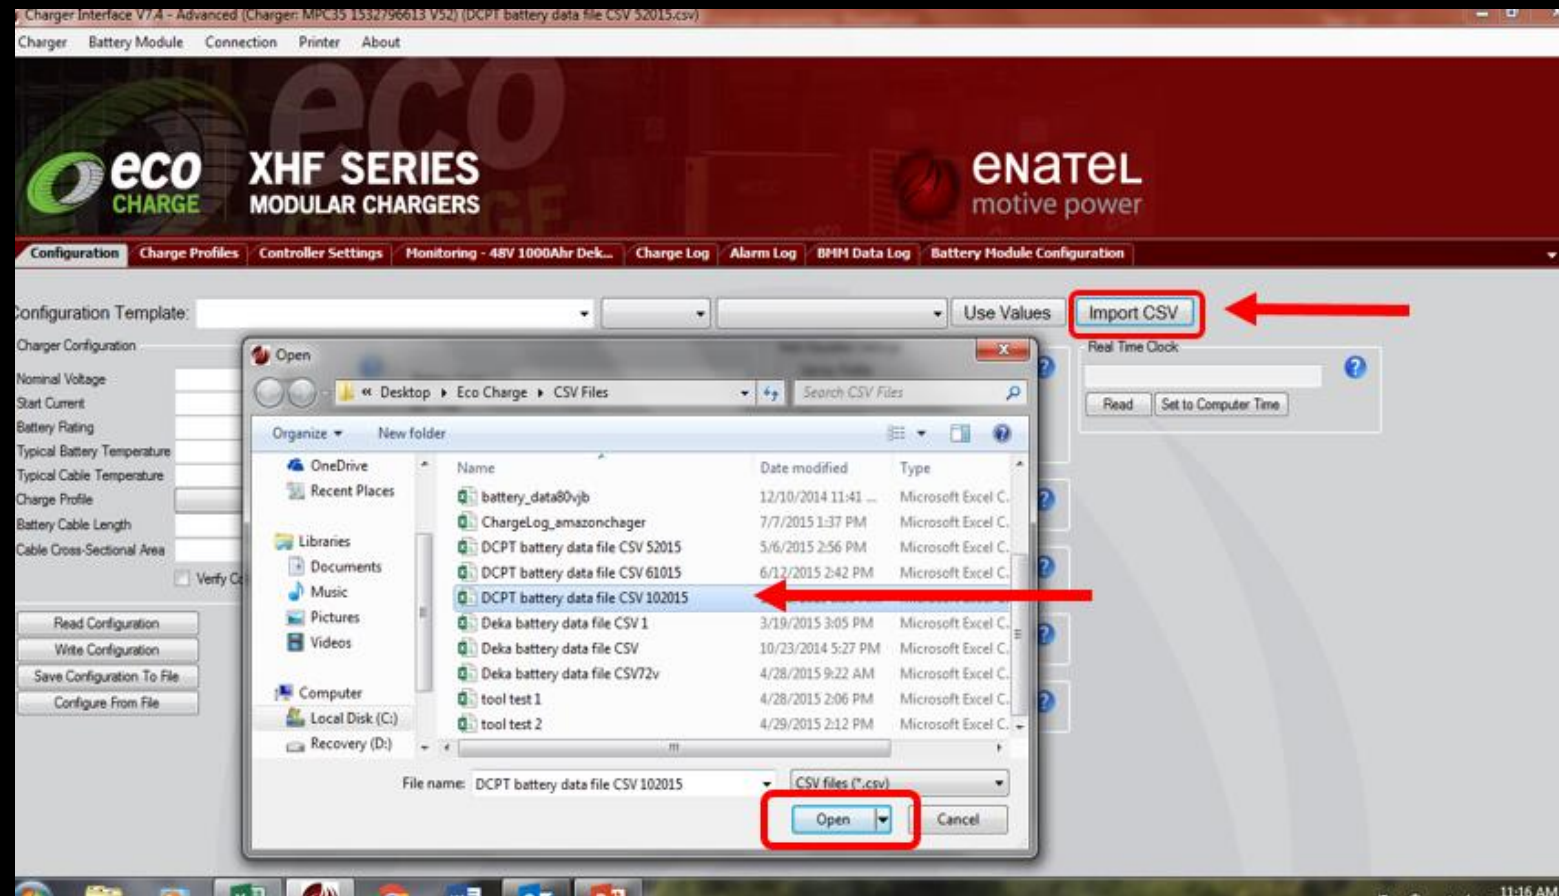 Charger Interface V7.4 - Advanced (Charger: MPC35 1532796613 V52) (DCPT battery data file CSV 52015.csv)
Charger Battery Module Connection Printer About
eco
eco CHARGE
XHF SERIES
MODULAR CHARGERS
enatel
motive power
Configuration Charge Profiles Controller Settings Monitoring - 48V 1000Ahr Dek... Charge Log Alarm Log BMM Data Log Battery Module Configuration
Configuration Template: Use Values Import CSV
Charger Configuration
Nominal Voltage
Start Current
Battery Rating
Typical Battery Temperature
Typical Cable Temperature
Charge Profile
Battery Cable Length
Cable Cross-Sectional Area
Verify
Read Configuration
Write Configuration
Save Configuration To File
Configure From File
Open
« Desktop Eco Charge CSV Files Search CSV Files
Organize New folder
OneDrive
Recent Places
Libraries
Documents
Music
Pictures
Videos
Computer
Local Disk (C:)
Recovery (D:)
Name Date modified Type
battery_data80vjb 12/10/2014 11:41 ... Microsoft Excel C.
ChargeLog_amazonchager 7/7/2015 1:37 PM Microsoft Excel C.
DCPT battery data file CSV 52015 5/6/2015 2:56 PM Microsoft Excel C.
DCPT battery data file CSV 61015 6/12/2015 2:42 PM Microsoft Excel C.
DCPT battery data file CSV 102015
Deka battery data file CSV 1 3/19/2015 3:05 PM Microsoft Excel C.
Deka battery data file CSV 10/23/2014 5:27 PM Microsoft Excel C.
Deka battery data file CSV72v 4/28/2015 9:22 AM Microsoft Excel C.
tool test 1 4/28/2015 2:06 PM Microsoft Excel C.
tool test 2 4/29/2015 2:12 PM Microsoft Excel C.
File name: DCPT battery data file CSV 102015 CSV files (*.csv)
Open Cancel
Real Time Clock
Read Set to Computer Time
11:16 AM